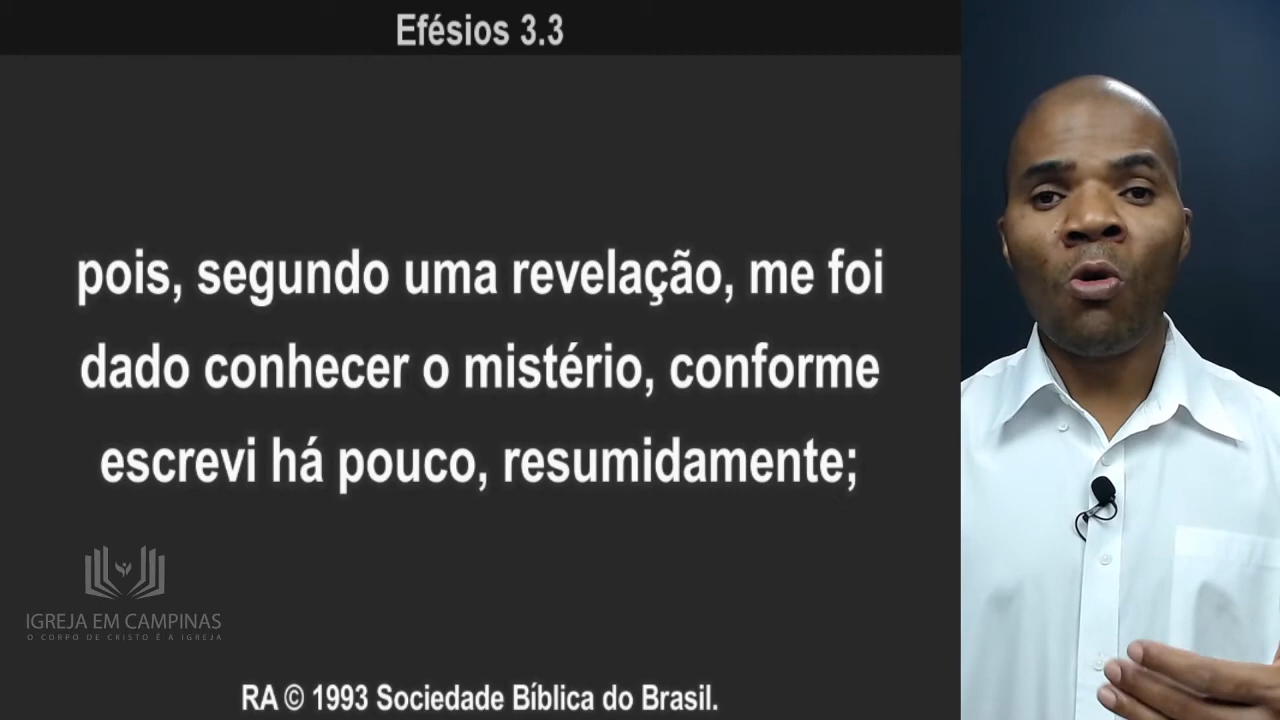 Efésios 3.3
pois, segundo uma revelação, me foi
dado conhecer o mistério, conforme
escrevi há pouco, resumidamente;
IGREJA EM CAMPINAS
O CORPO DE CRISTO É A IGREJA
RA © 1993 Sociedade Bíblica do Brasil.